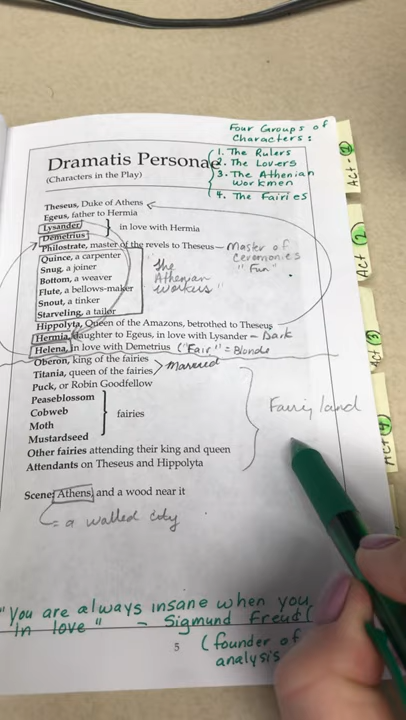 Four Groups of
Characters:
1. The Rulers
2. The Lovers
3. The Athenian
Workmen
4. The Fairies
Dramatis Personae
(Characters in the Play)
Theseus, Duke of Athens
Egeus, father to Hermia
Lysander
Demetrius
in love with Hermia
Philostrate, master of the revels to Theseus – Master of
Ceremonies
"Fun"
Quince, a carpenter
Snug, a joiner
Bottom, a weaver
Flute, a bellows-maker
Snout, a tinker
Starveling, a tailor
"The
Athenian
Workers"
Hippolyta, Queen of the Amazons, betrothed to Theseus
Hermia, daughter to Egeus, in love with Lysander – Dark
Helena, in love with Demetrius ("Fair" = Blonde
Oberon, king of the fairies
Titania, queen of the fairies
Married
Puck, or Robin Goodfellow
Peaseblossom
Cobweb
Moth
Mustardseed
fairies
Other fairies attending their king and queen
Attendants on Theseus and Hippolyta
Fairy land
Scene: Athens, and a wood near it
= a walled city
"You are always insane when you
in love" – Sigmund Freud
(founder of
analysis
5
Act
Act 2
Act 3
Act 4